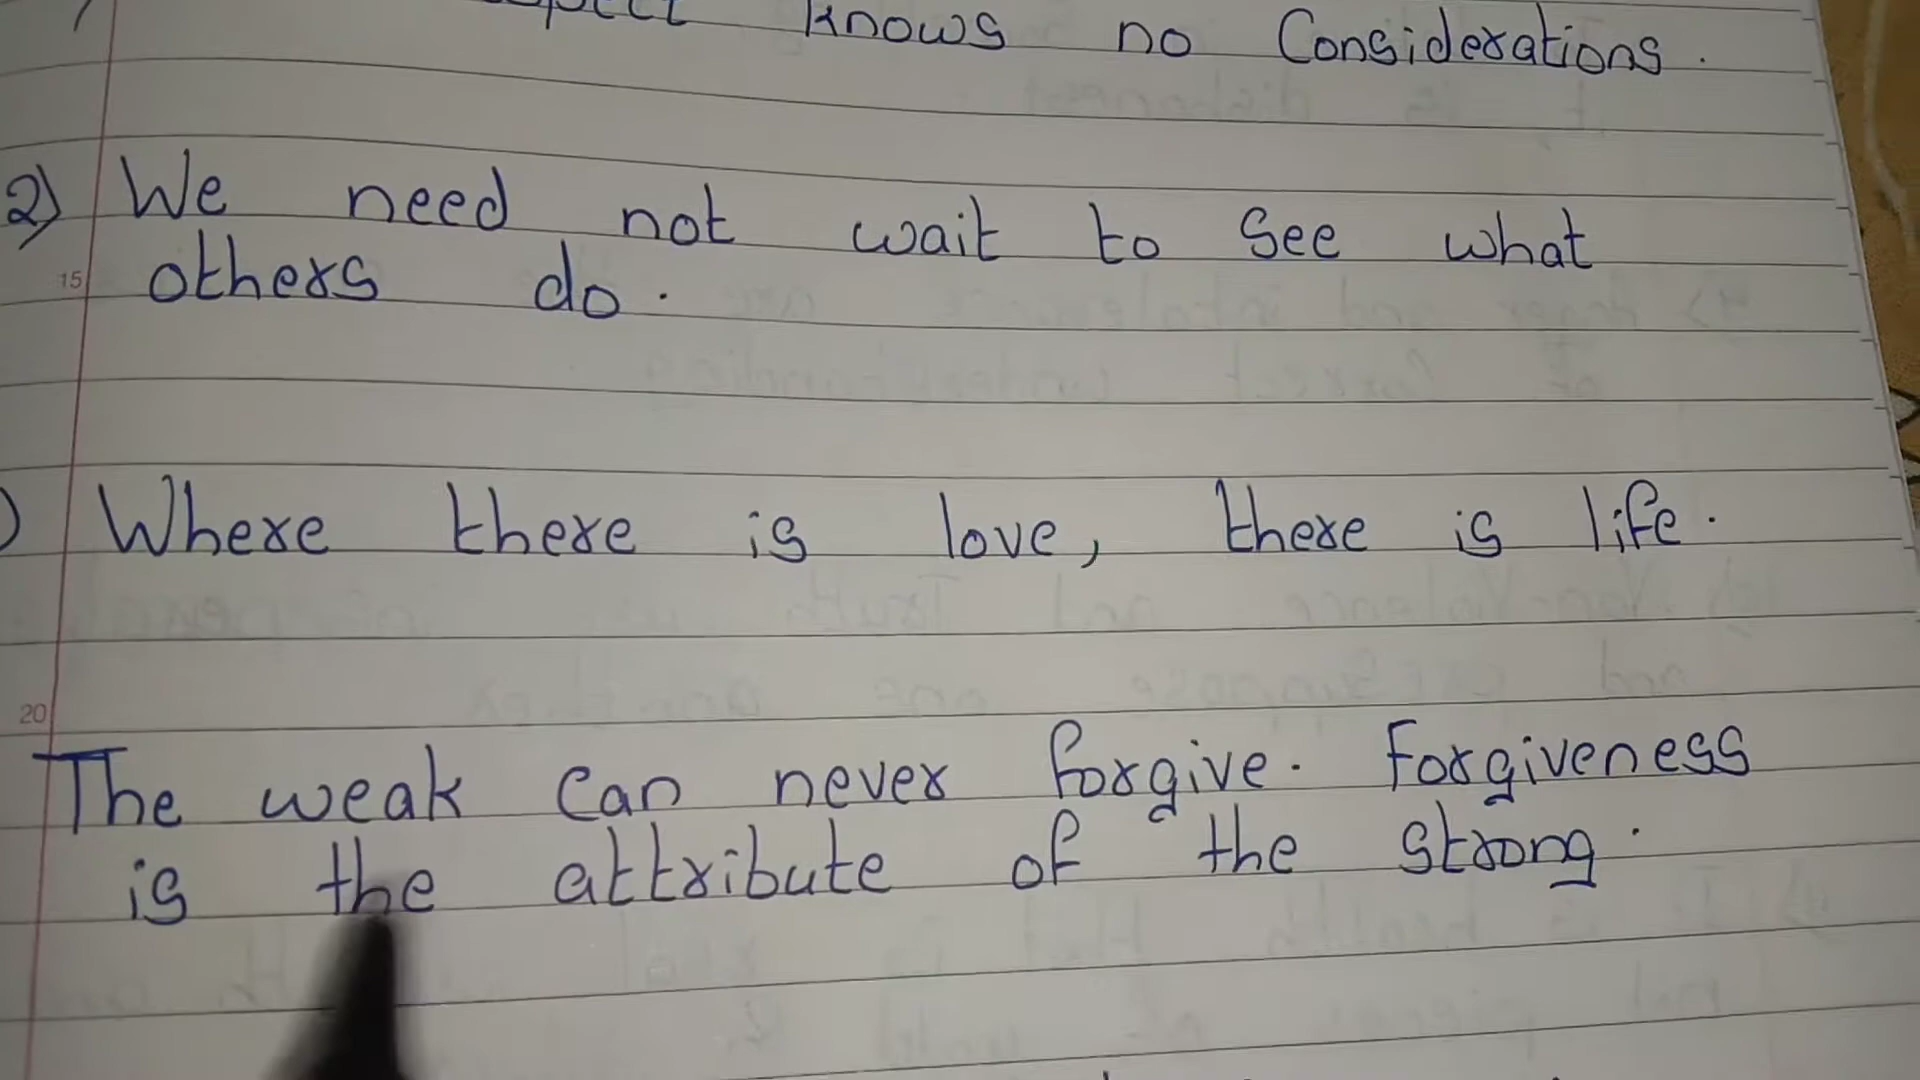 knows no Considerations.
2) We need not wait to see what
15
others do.
) Where there is love, there is life.
20
The weak can never forgive. Forgiveness
is the attribute of the strong.